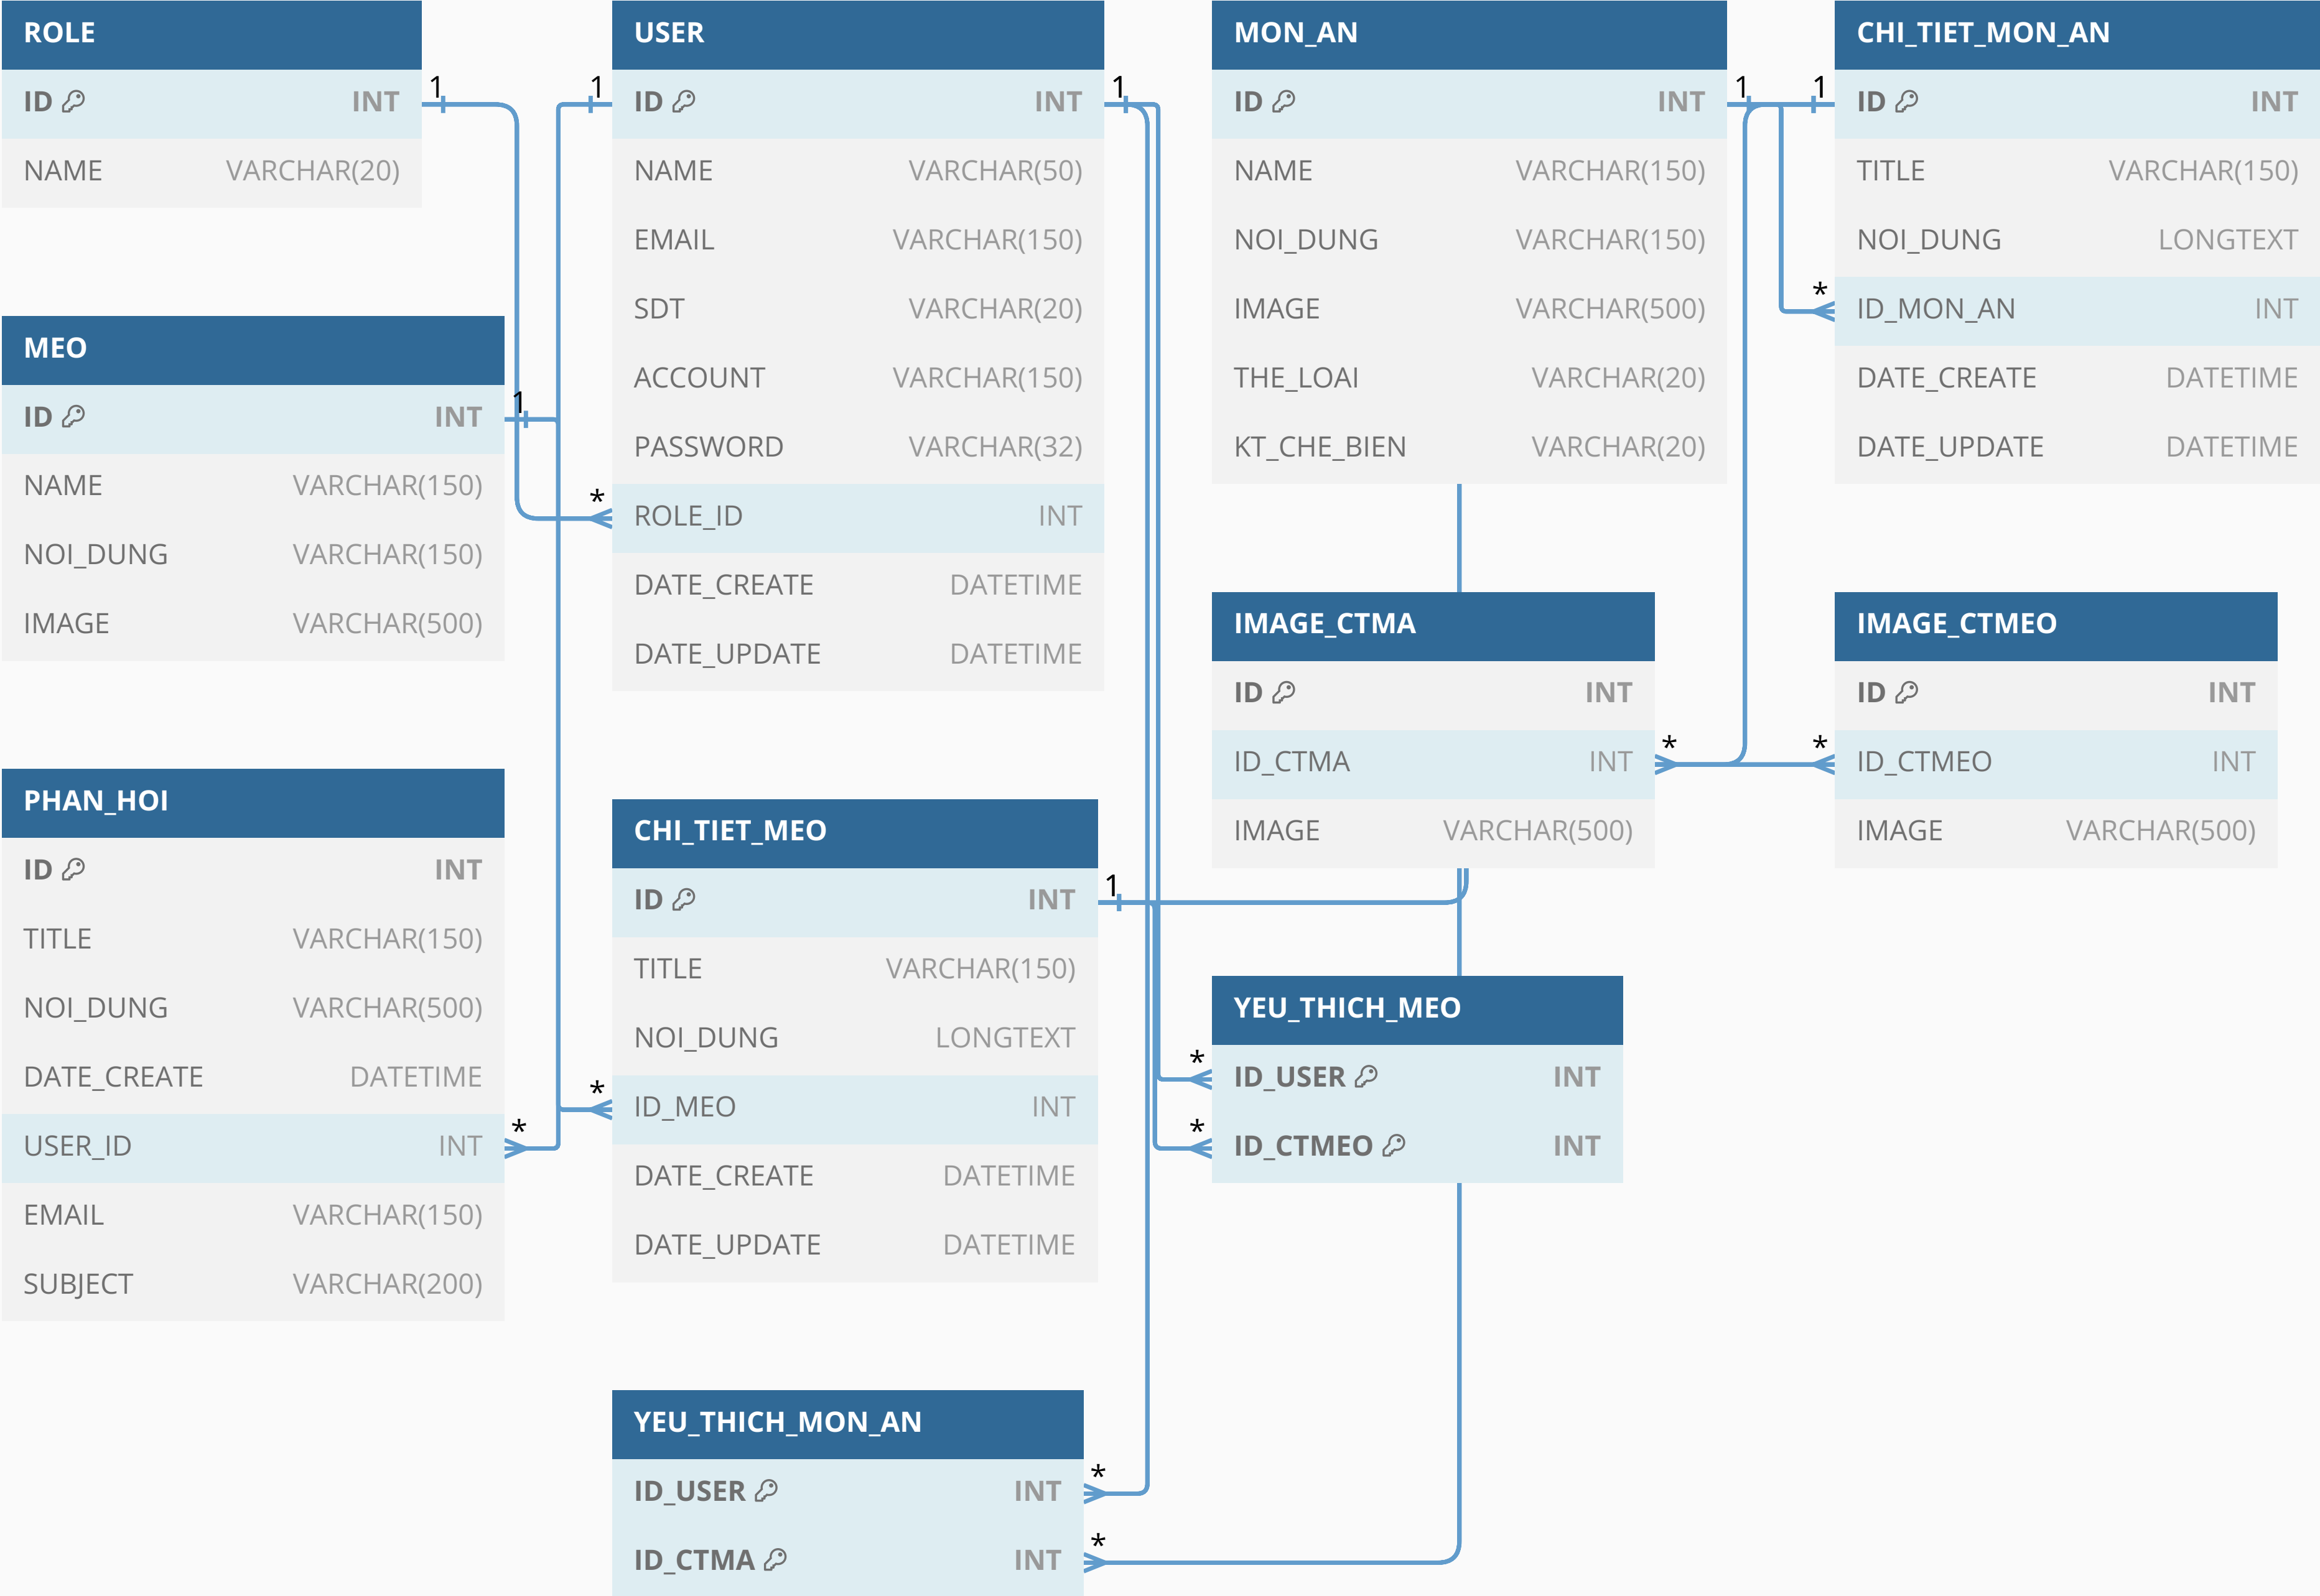 ROLE
ID INT
NAME VARCHAR(20)
1
USER
1 ID INT 1
NAME VARCHAR(50)
EMAIL VARCHAR(150)
SDT VARCHAR(20)
ACCOUNT VARCHAR(150)
PASSWORD VARCHAR(32)
* ROLE_ID INT
DATE_CREATE DATETIME
DATE_UPDATE DATETIME
MON_AN
ID INT 1
NAME VARCHAR(150)
NOI_DUNG VARCHAR(150)
IMAGE VARCHAR(500)
THE_LOAI VARCHAR(20)
KT_CHE_BIEN VARCHAR(20)
CHI_TIET_MON_AN
1 ID INT
TITLE VARCHAR(150)
NOI_DUNG LONGTEXT
* ID_MON_AN INT
DATE_CREATE DATETIME
DATE_UPDATE DATETIME
MEO
ID INT 1
NAME VARCHAR(150)
NOI_DUNG VARCHAR(150)
IMAGE VARCHAR(500)
IMAGE_CTMA
ID INT
ID_CTMA INT *
IMAGE VARCHAR(500)
IMAGE_CTMEO
ID INT
* ID_CTMEO INT
IMAGE VARCHAR(500)
PHAN_HOI
ID INT
TITLE VARCHAR(150)
NOI_DUNG VARCHAR(500)
DATE_CREATE DATETIME
USER_ID INT *
EMAIL VARCHAR(150)
SUBJECT VARCHAR(200)
CHI_TIET_MEO
ID INT 1
TITLE VARCHAR(150)
NOI_DUNG LONGTEXT
* ID_MEO INT
DATE_CREATE DATETIME
DATE_UPDATE DATETIME
YEU_THICH_MEO
* ID_USER INT
* ID_CTMEO INT
YEU_THICH_MON_AN
ID_USER INT *
ID_CTMA INT *